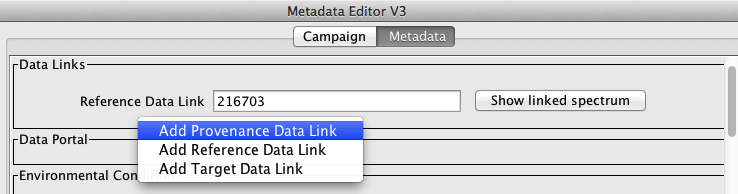 Metadata Editor V3
Campaign Metadata
Data Links
Reference Data Link 216703 Show linked spectrum
Add Provenance Data Link
Data Portal
Add Reference Data Link
Add Target Data Link
Environmental